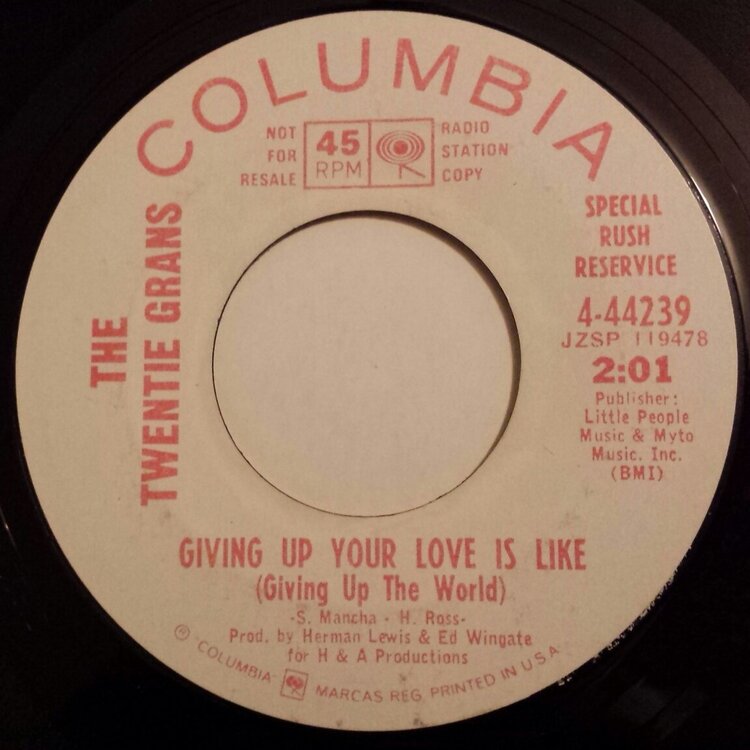 COLUMBIA
NOT
FOR
RESALE
45
RPM
RADIO
STATION
COPY
SPECIAL
RUSH
RESERVICE
4-44239
JZSP 119478
2:01
Publisher:
Little People
Music & Myto
Music. Inc.
(BMI)
THE
TWENTIE GRANS
GIVING UP YOUR LOVE IS LIKE
(Giving Up The World)
-S. Mancha - H. Ross-
Prod. by Herman Lewis & Ed Wingate
for H & A Productions
® "COLUMBIA" MARCAS REG. PRINTED IN U.S.A.